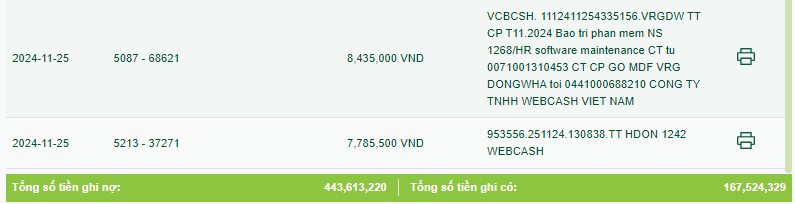 VCBCSH. 1112411254335156.VRGDW TT
CP T11.2024 Bao tri phan mem NS
2024-11-25 5087 - 68621 8,435,000 VND 1268/HR software maintenance CT tu
0071001310453 CT CP GO MDF VRG
DONGWHA toi 0441000688210 CONG TY
TNHH WEBCASH VIET NAM
2024-11-25 5213 - 37271 7,785,500 VND 953556.251124.130838.TT HDON 1242
WEBCASH
Tổng số tiền ghi nợ: 443,613,220 Tổng số tiền ghi có: 167,524,329